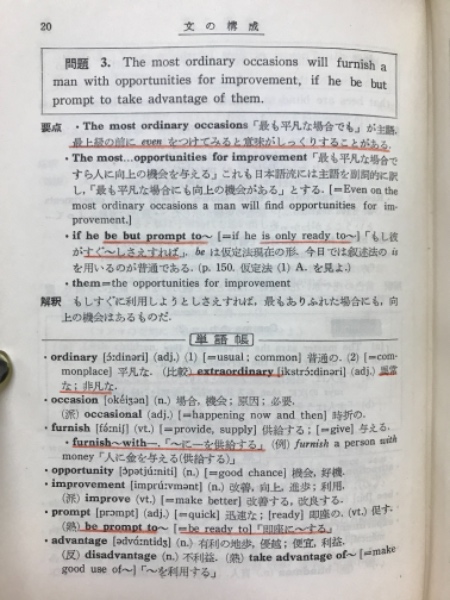 20 文の構成
問題 3. The most ordinary occasions will furnish a
man with opportunities for improvement, if he be but
prompt to take advantage of them.
要点 ・The most ordinary occasions「最も平凡な場合でも」が主語.
最上級の前に even をつけてみると意味がしっくりすることがある.
・The most...opportunities for improvement「最も平凡な場合で
すら人に向上の機会を与える」これも日本語流には主語を副詞的に訳
し,「最も平凡な場合にも向上の機会がある」とする. [=Even on the
most ordinary occasions a man will find opportunities for im-
provement.]
・if he be but prompt to～ [=if he is only ready to～]「もし彼
がすぐ～しさえすれば」. be は仮定法現在の形. 今日では叙述法の is
を用いるのが普通である. (p. 150. 仮定法 (1) A. を見よ.)
・them=the opportunities for improvement
解釈 もしすぐに利用しようとしさえすれば, 最もありふれた場合にも, 向
上の機会はあるものだ.
単語帳
・ordinary [ɔ́:dinəri] (adj.) (1) [=usual; common] 普通の. (2) [=com-
monplace] 平凡な. (比較) extraordinary [ikstrɔ́:dinəri] (adj.) 異常
な; 非凡な.
・occasion [okéiʒən] (n.) 場合, 機会; 原因; 必要.
(派) occasional (adj.) [=happening now and then] 時折の.
・furnish [fə́:niʃ] (vt.) [=provide, supply] 供給する; [=give] 与える.
・furnish～with―.「～に―を供給する」(例) furnish a person with
money「人に金を与える(供給する)」
・opportunity [ɔ̀pətjú:niti] (n.) [=good chance] 機会, 好機.
・improvement [imprú:vmənt] (n.) 改善, 向上, 進歩; 利用.
(派) improve (vt.) [=make better] 改善する, 改良する.
・prompt [prɔmpt] (adj.) [=quick] 迅速な; [ready] 即座の. (vt.) 促す.
(熟) be prompt to～ [=be ready to]「即座に～する」
・advantage [ədvɑ́:ntidʒ] (n.) 有利の地歩, 優越; 便宜, 利益.
(反) disadvantage (n.) 不利益. (熟) take advantage of～ [=make
good use of～]「～を利用する」